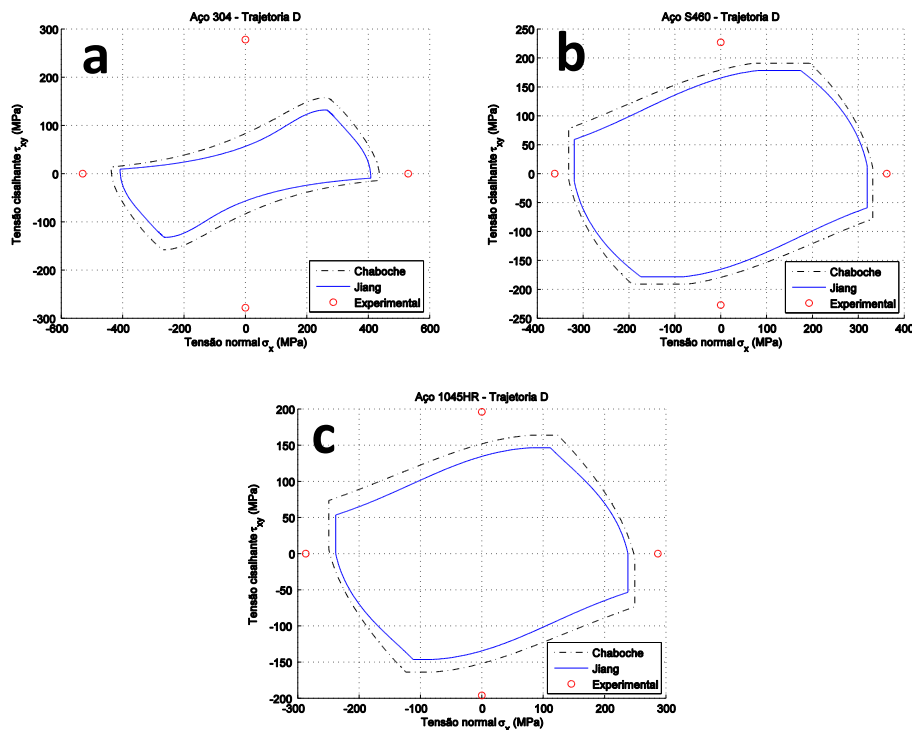 Aço 304 - Trajetoria D
a
300
200
100
0
-100
-200
-300
-600
-400
-200
0
200
400
600
Tensão cisalhante τxy (MPa)
Tensão normal σx (MPa)
Chaboche
Jiang
Experimental
Aço S460 - Trajetoria D
b
250
200
150
100
50
0
-50
-100
-150
-200
-250
-400
-300
-200
-100
0
100
200
300
400
Tensão cisalhante τxy (MPa)
Tensão normal σx (MPa)
Chaboche
Jiang
Experimental
Aço 1045HR - Trajetoria D
c
200
150
100
50
0
-50
-100
-150
-200
-300
-200
-100
0
100
200
300
Tensão cisalhante τxy (MPa)
Tensão normal σx (MPa)
Chaboche
Jiang
Experimental